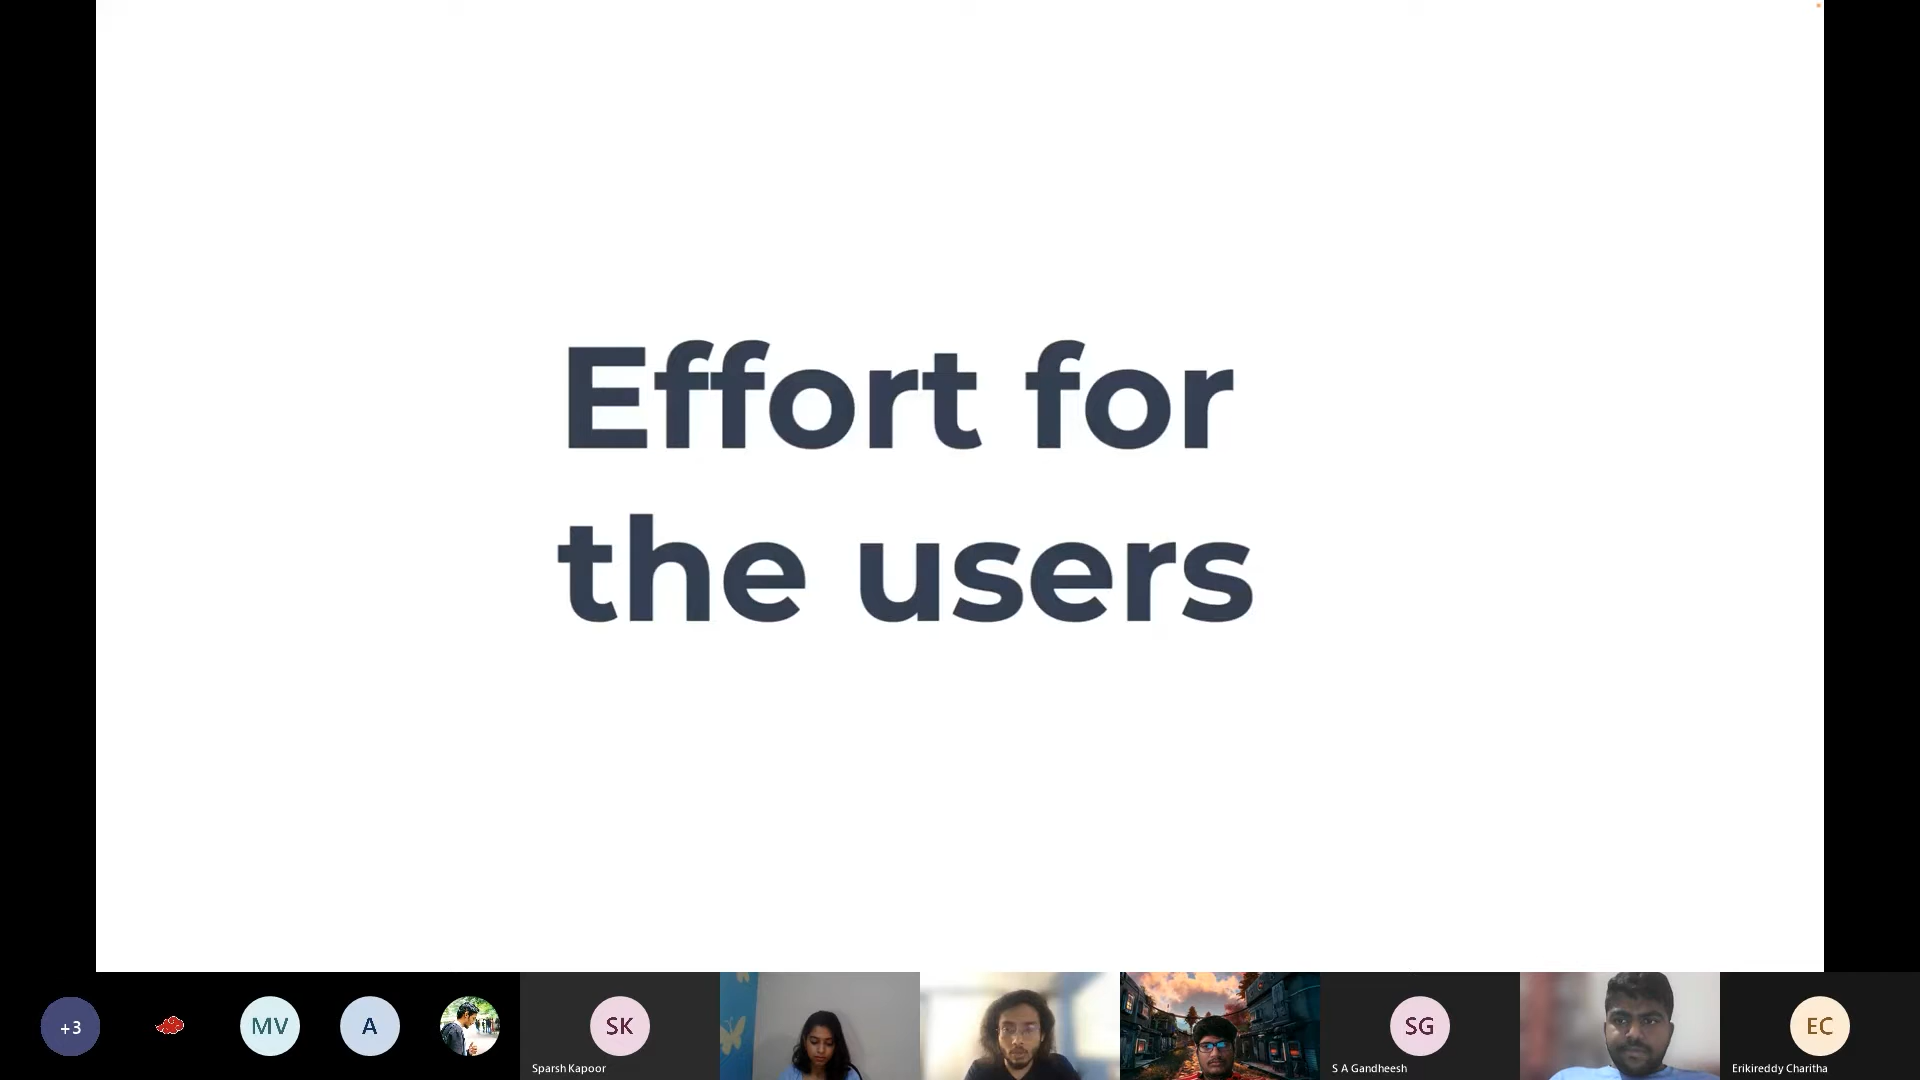 Effort for
the users
+3
MV
A
SK
Sparsh Kapoor
SG
S A Gandheesh
EC
Erikireddy Charitha